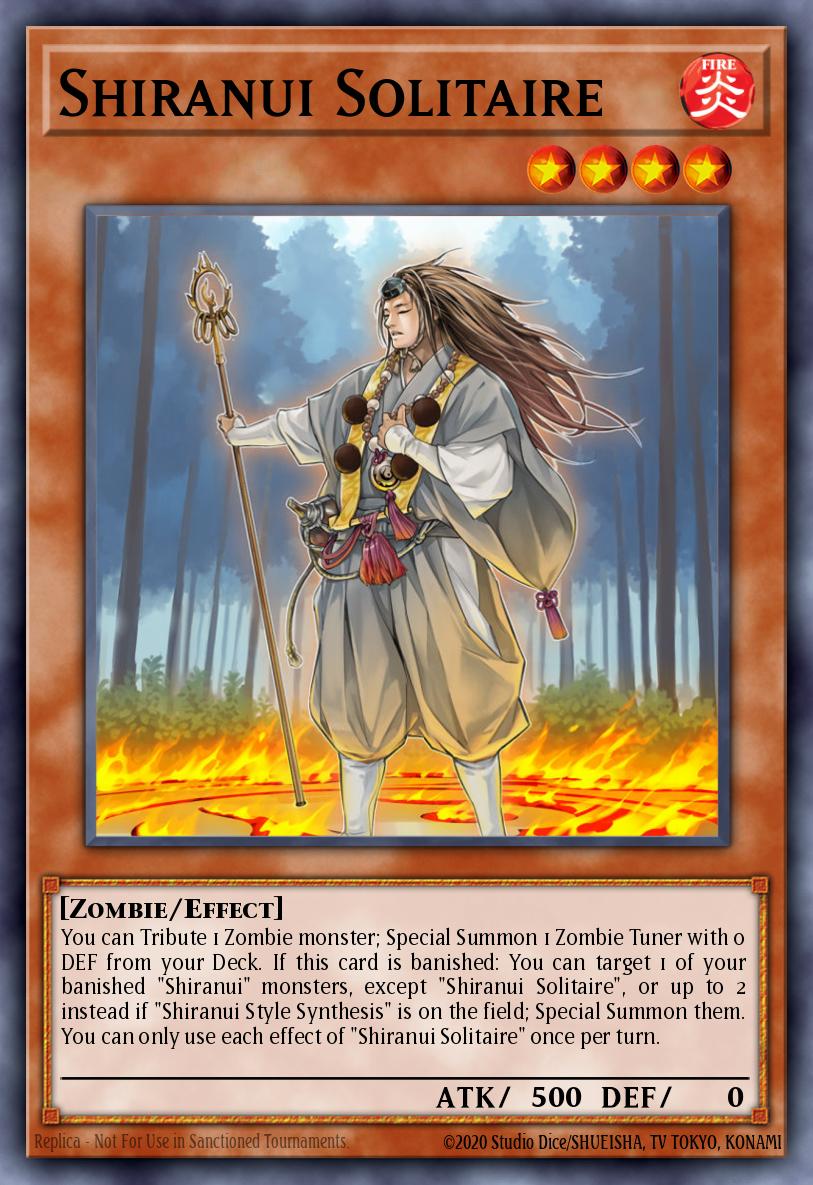 Shiranui Solitaire
FIRE
炎
[Zombie/Effect]
You can Tribute 1 Zombie monster; Special Summon 1 Zombie Tuner with 0
DEF from your Deck. If this card is banished: You can target 1 of your
banished "Shiranui" monsters, except "Shiranui Solitaire", or up to 2
instead if "Shiranui Style Synthesis" is on the field; Special Summon them.
You can only use each effect of "Shiranui Solitaire" once per turn.
ATK/ 500 DEF/ 0
Replica - Not For Use in Sanctioned Tournaments. ©2020 Studio Dice/SHUEISHA, TV TOKYO, KONAMI